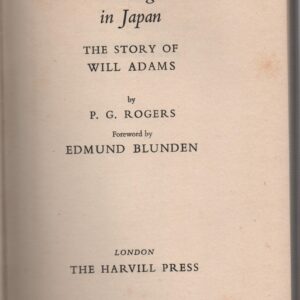 in Japan
THE STORY OF
WILL ADAMS
by
P. G. ROGERS
Foreword by
EDMUND BLUNDEN
LONDON
THE HARVILL PRESS